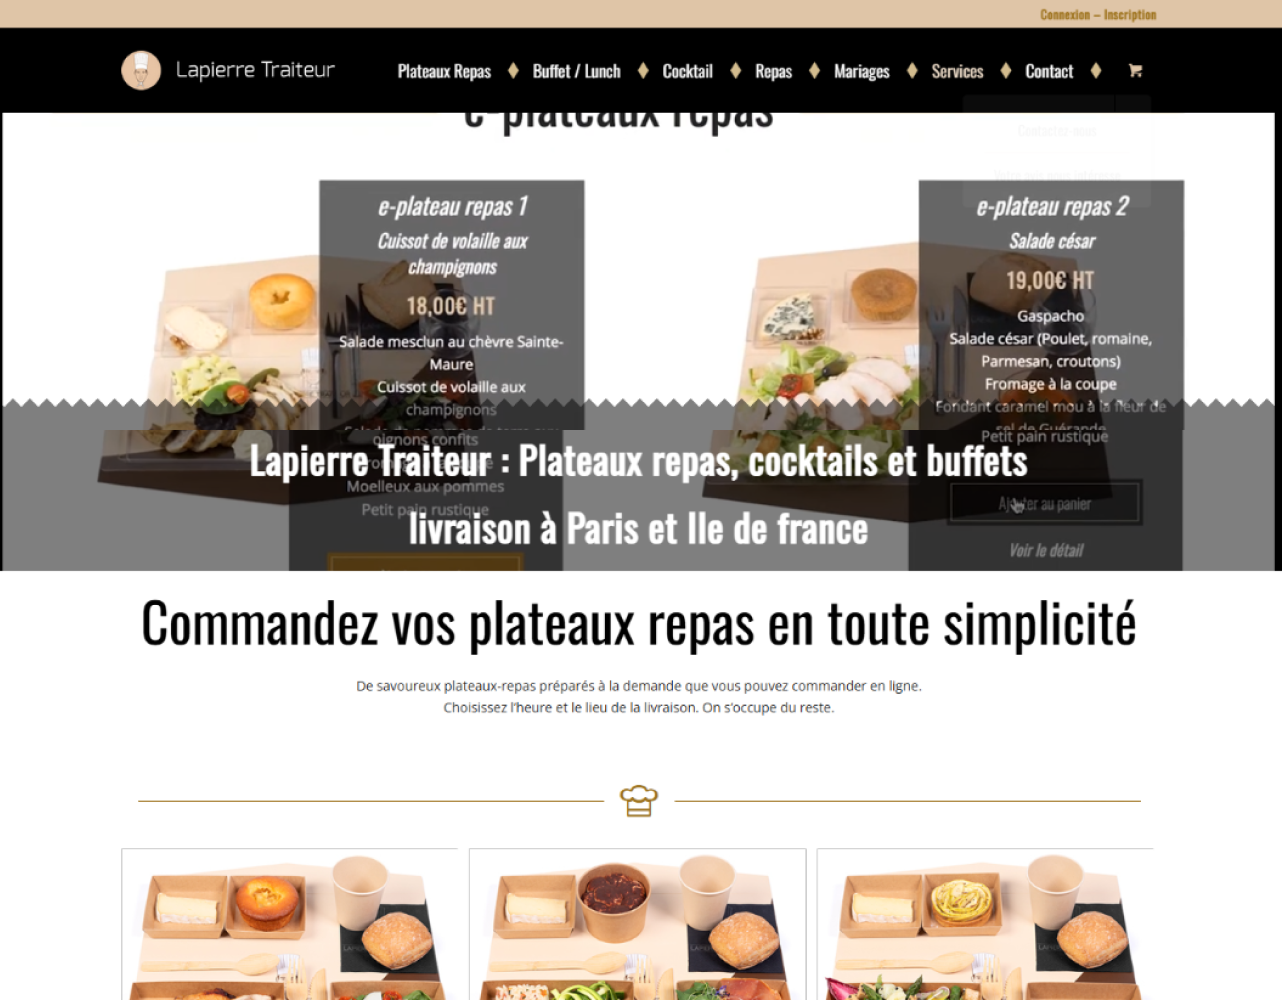 Connexion – Inscription
Lapierre Traiteur
Plateaux Repas
Buffet / Lunch
Cocktail
Repas
Mariages
Services
Contact
e-plateaux repas
Contactez-nous
e-plateau repas 1
Cuissot de volaille aux
champignons
18,00€ HT
Salade mesclun au chèvre Sainte-
Maure
Cuissot de volaille aux
champignons
oignons confits
Moelleux aux pommes
Petit pain rustique
e-plateau repas 2
Salade césar
19,00€ HT
Gaspacho
Salade césar (Poulet, romaine,
Parmesan, croutons)
Fromage à la coupe
Fondant caramel mou à la fleur de
sel de Guérande
Petit pain rustique
Ajouter au panier
Voir le détail
Lapierre Traiteur : Plateaux repas, cocktails et buffets
livraison à Paris et Ile de france
Commandez vos plateaux repas en toute simplicité
De savoureux plateaux-repas préparés à la demande que vous pouvez commander en ligne.
Choisissez l’heure et le lieu de la livraison. On s’occupe du reste.